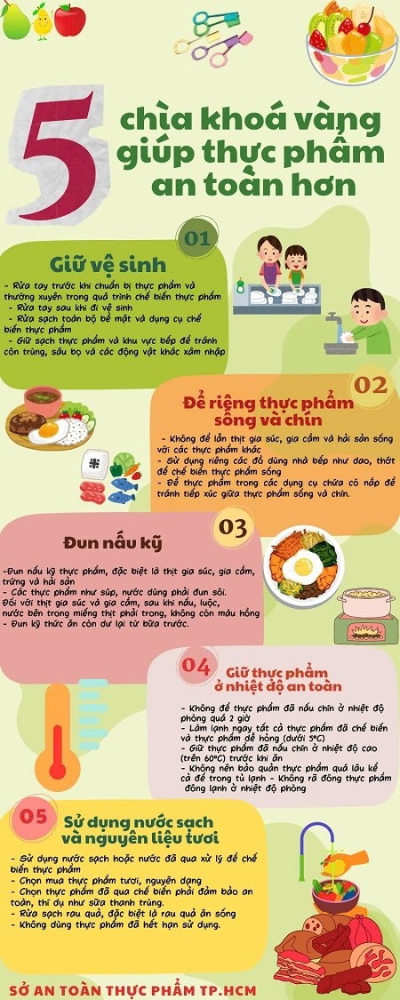 5
chìa khoá vàng
giúp thực phẩm
an toàn hơn
01
Giữ vệ sinh
- Rửa tay trước khi chuẩn bị thực phẩm và
thường xuyên trong quá trình chế biến thực phẩm
- Rửa tay sau khi đi vệ sinh
- Rửa sạch toàn bộ bề mặt và dụng cụ chế
biến thực phẩm
- Giữ sạch thực phẩm và khu vực bếp để tránh
côn trùng, sâu bọ và các động vật khác xâm nhập
02
Để riêng thực phẩm
sống và chín
- Không để lẫn thịt gia súc, gia cầm và hải sản sống
với các thực phẩm khác
- Sử dụng riêng các đồ dùng nhà bếp như dao, thớt
để chế biến thực phẩm sống
- Để thực phẩm trong các dụng cụ chứa có nắp để
tránh tiếp xúc giữa thực phẩm sống và chín.
03
Đun nấu kỹ
-Đun nấu kỹ thực phẩm, đặc biệt là thịt gia súc, gia cầm,
trứng và hải sản
- Các thực phẩm như súp, nước dùng phải đun sôi.
Đối với thịt gia súc và gia cầm, sau khi nấu, luộc,
nước bên trong miếng thịt phải trong, không còn màu hồng
- Đun kỹ thức ăn còn dư lại từ bữa trước.
04
Giữ thực phẩm
ở nhiệt độ an toàn
- Không để thực phẩm đã nấu chín ở nhiệt độ
phòng quá 2 giờ
- Làm lạnh ngay tất cả thực phẩm đã chế biến
và thực phẩm dễ hỏng (dưới 5°C)
- Giữ thực phẩm đã nấu chín ở nhiệt độ cao
(trên 60°C) trước khi ăn
- Không nên bảo quản thực phẩm quá lâu kể
cả để trong tủ lạnh - Không rã đông thực phẩm
đông lạnh ở nhiệt độ phòng
05
Sử dụng nước sạch
và nguyên liệu tươi
- Sử dụng nước sạch hoặc nước đã qua xử lý để chế
biến thực phẩm
- Chọn mua thực phẩm tươi, nguyên dạng
- Chọn thực phẩm đã qua chế biến phải đảm bảo an
toàn, thí dụ như sữa thanh trùng.
- Rửa sạch rau quả, đặc biệt là rau quả ăn sống
- Không dùng thực phẩm đã hết hạn sử dụng.
SỞ AN TOÀN THỰC PHẨM TP.HCM